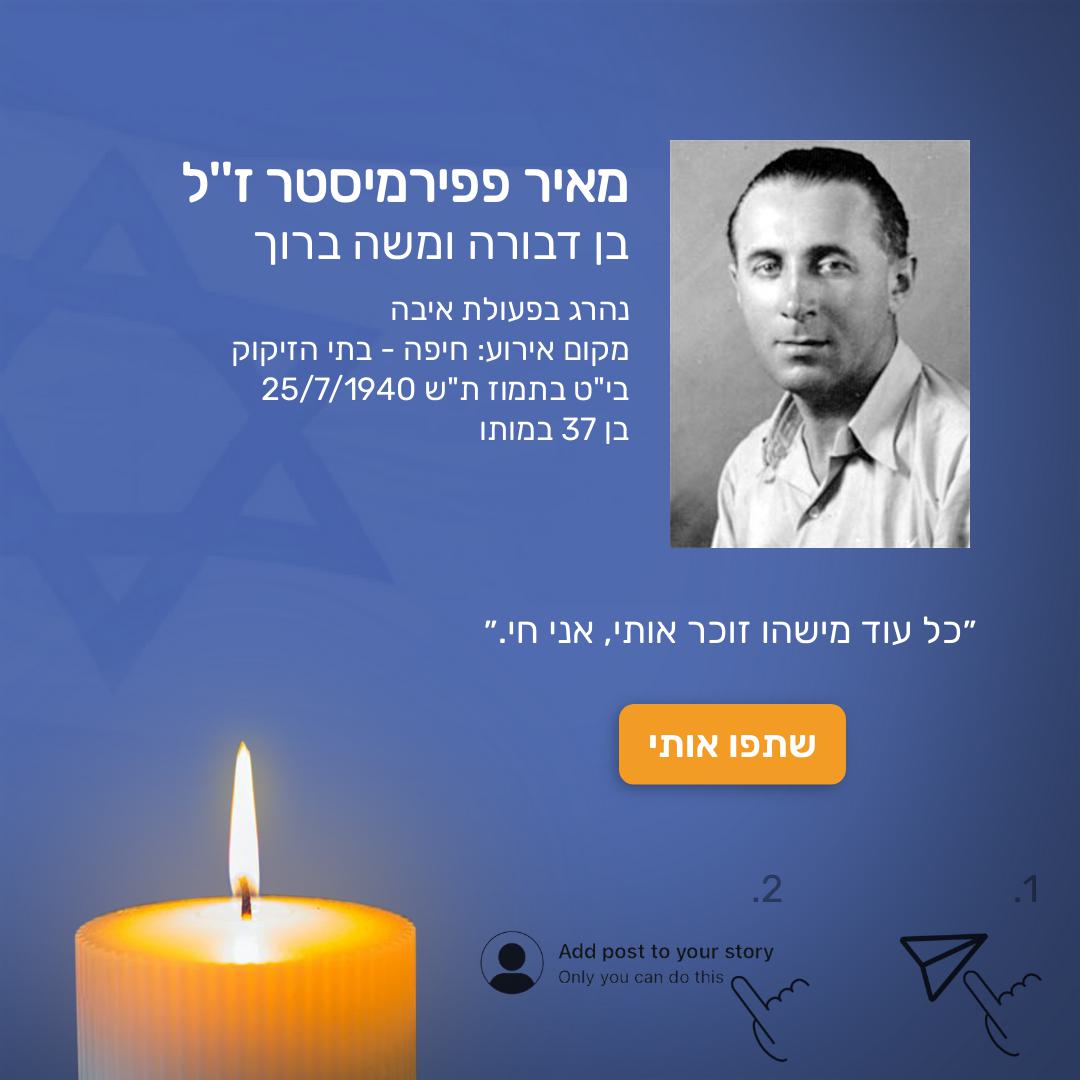 מאיר פפירמיסטר ז"ל
בן דבורה ומשה ברוך
נהרג בפעולת איבה
מקום אירוע: חיפה - בתי הזיקוק
בי"ט בתמוז ת"ש 25/7/1940
בן 37 במותו
״כל עוד מישהו זוכר אותי, אני חי.״
שתפו אותי
1.
2.
Add post to your story
Only you can do this